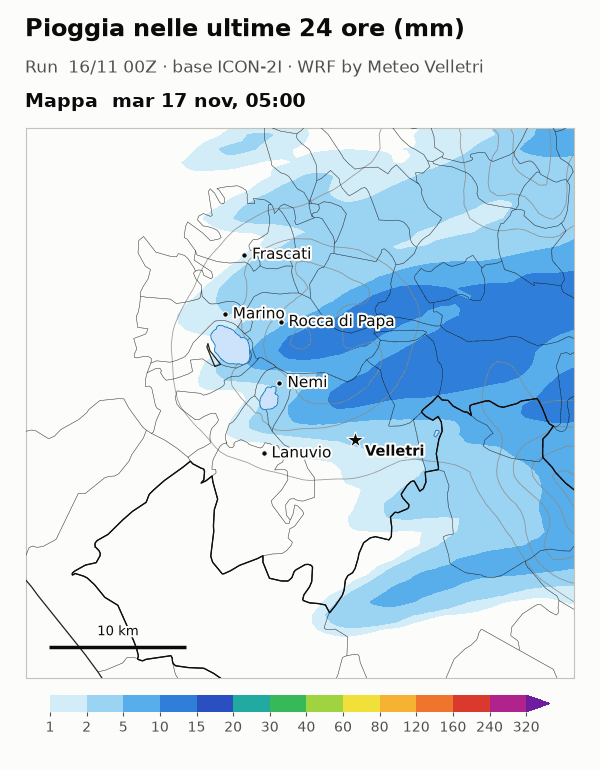 Pioggia nelle ultime 24 ore (mm)
Run 16/11 00Z · base ICON-2I · WRF by Meteo Velletri
Mappa mar 17 nov, 05:00
Frascati
Marino
Rocca di Papa
Nemi
Velletri
Lanuvio
10 km
1 2 5 10 15 20 30 40 60 80 120 160 240 320